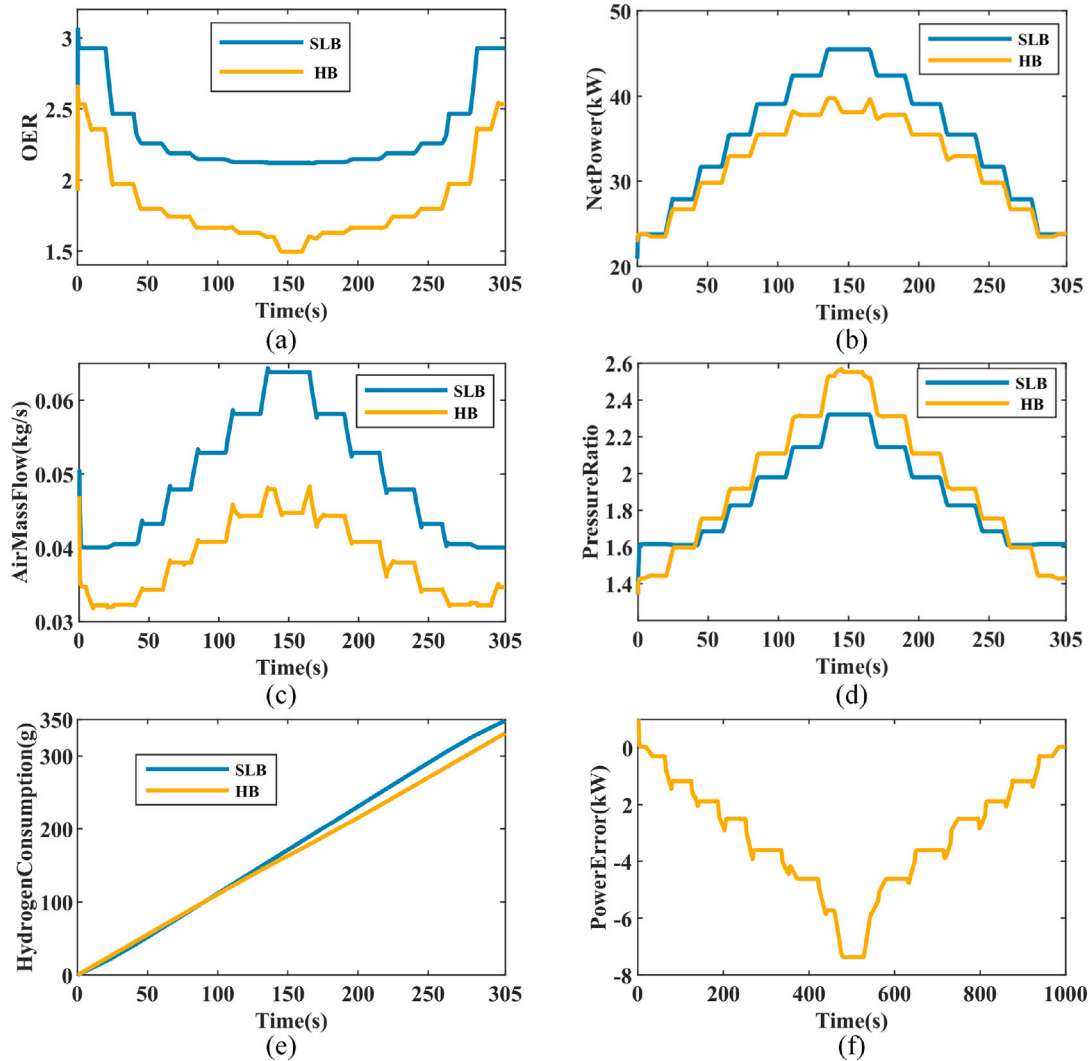 3
2.5
2
1.5
OER
SLB
HB
0 50 100 150 200 250 305
Time(s)
(a)
50
40
30
20
NetPower(kW)
SLB
HB
0 50 100 150 200 250 305
Time(s)
(b)
0.06
0.05
0.04
0.03
AirMassFlow(kg/s)
SLB
HB
0 50 100 150 200 250 305
Time(s)
(c)
2.6
2.4
2.2
2
1.8
1.6
1.4
PressureRatio
SLB
HB
0 50 100 150 200 250 305
Time(s)
(d)
350
300
200
100
0
HydrogenConsumption(g)
SLB
HB
0 50 100 150 200 250 305
Time(s)
(e)
0
2
-4
-6
-8
PowerError(kW)
0 200 400 600 800 1000
Time(s)
(f)